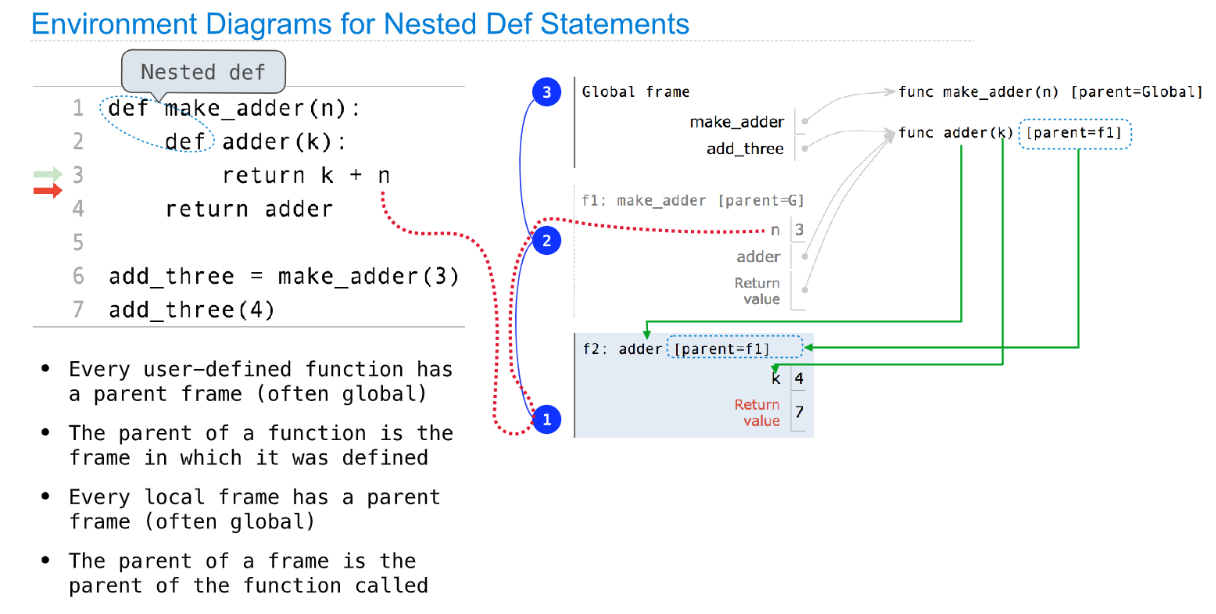 Environment Diagrams for Nested Def Statements
Nested def
1 def make_adder(n):
2 def adder(k):
3 return k + n
4 return adder
5
6 add_three = make_adder(3)
7 add_three(4)
• Every user-defined function has
a parent frame (often global)
• The parent of a function is the
frame in which it was defined
• Every local frame has a parent
frame (often global)
• The parent of a frame is the
parent of the function called
3
Global frame
make_adder
add_three
func make_adder(n) [parent=Global]
func adder(k) [parent=f1]
f1: make_adder [parent=G]
2
n 3
adder
Return
value
f2: adder [parent=f1]
k 4
1
Return
value 7